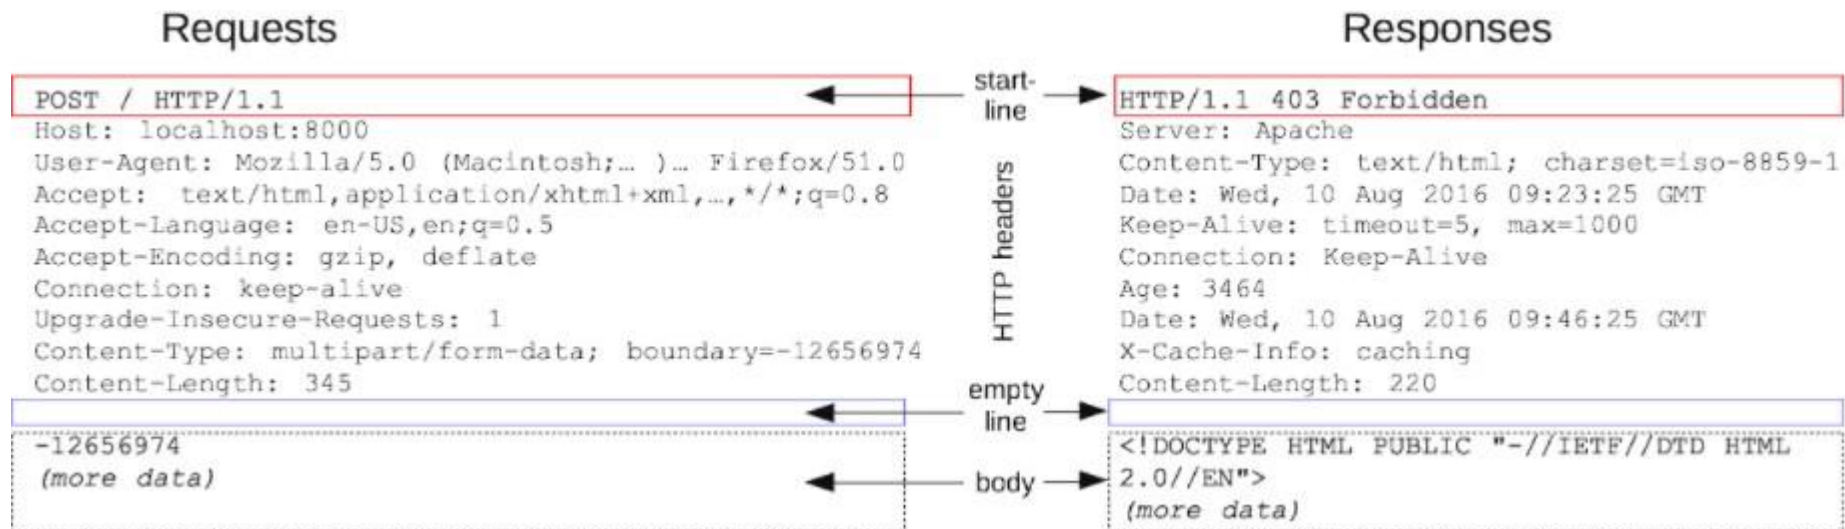 Requests
POST / HTTP/1.1
Host: localhost:8000
User-Agent: Mozilla/5.0 (Macintosh;… )… Firefox/51.0
Accept: text/html,application/xhtml+xml,…,*/*;q=0.8
Accept-Language: en-US,en;q=0.5
Accept-Encoding: gzip, deflate
Connection: keep-alive
Upgrade-Insecure-Requests: 1
Content-Type: multipart/form-data; boundary=-12656974
Content-Length: 345
-12656974
(more data)
start-
line
HTTP headers
empty
line
body
Responses
HTTP/1.1 403 Forbidden
Server: Apache
Content-Type: text/html; charset=iso-8859-1
Date: Wed, 10 Aug 2016 09:23:25 GMT
Keep-Alive: timeout=5, max=1000
Connection: Keep-Alive
Age: 3464
Date: Wed, 10 Aug 2016 09:46:25 GMT
X-Cache-Info: caching
Content-Length: 220
<!DOCTYPE HTML PUBLIC "-//IETF//DTD HTML
2.0//EN">
(more data)